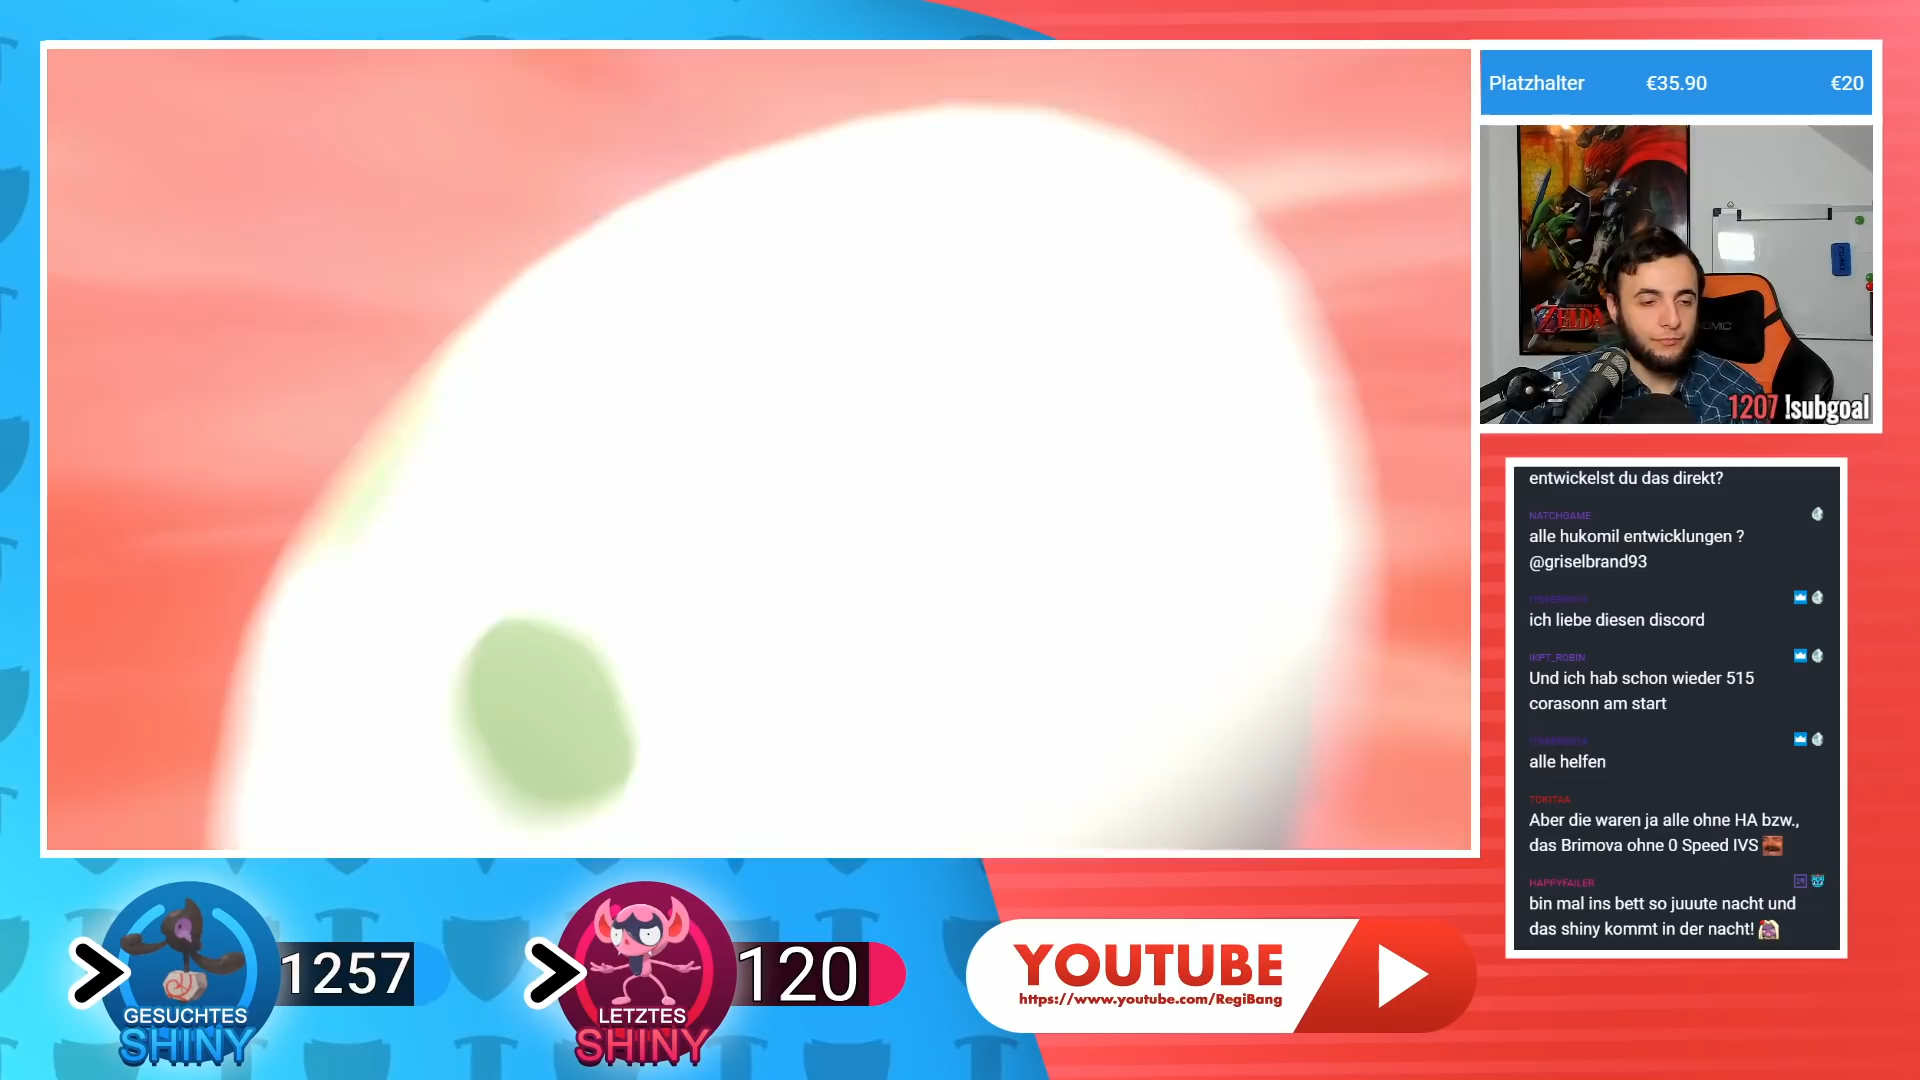 Platzhalter €35.90 €20
ZELDA
1207 !subgoal
entwickelst du das direkt?
NATCHGAME
alle hukomil entwicklungen ?
@griselbrand93
ich liebe diesen discord
IKPT_ROBIN
Und ich hab schon wieder 515
corasonn am start
alle helfen
TOKITAA
Aber die waren ja alle ohne HA bzw.,
das Brimova ohne 0 Speed IVS
HAPPYFAILER
bin mal ins bett so juuute nacht und
das shiny kommt in der nacht!
1257
GESUCHTES
SHINY
120
LETZTES
SHINY
YOUTUBE
https://www.youtube.com/RegiBang